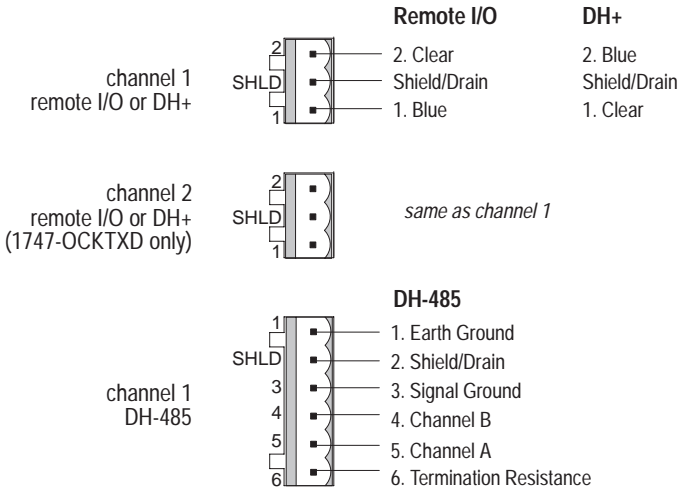 Remote I/O DH+
2 2. Clear 2. Blue
channel 1 SHLD Shield/Drain Shield/Drain
remote I/O or DH+ 1 1. Blue 1. Clear
channel 2 2
remote I/O or DH+ SHLD same as channel 1
(1747-OCKTXD only) 1
DH-485
1 1. Earth Ground
SHLD 2. Shield/Drain
channel 1 3 3. Signal Ground
DH-485 4 4. Channel B
5 5. Channel A
6 6. Termination Resistance